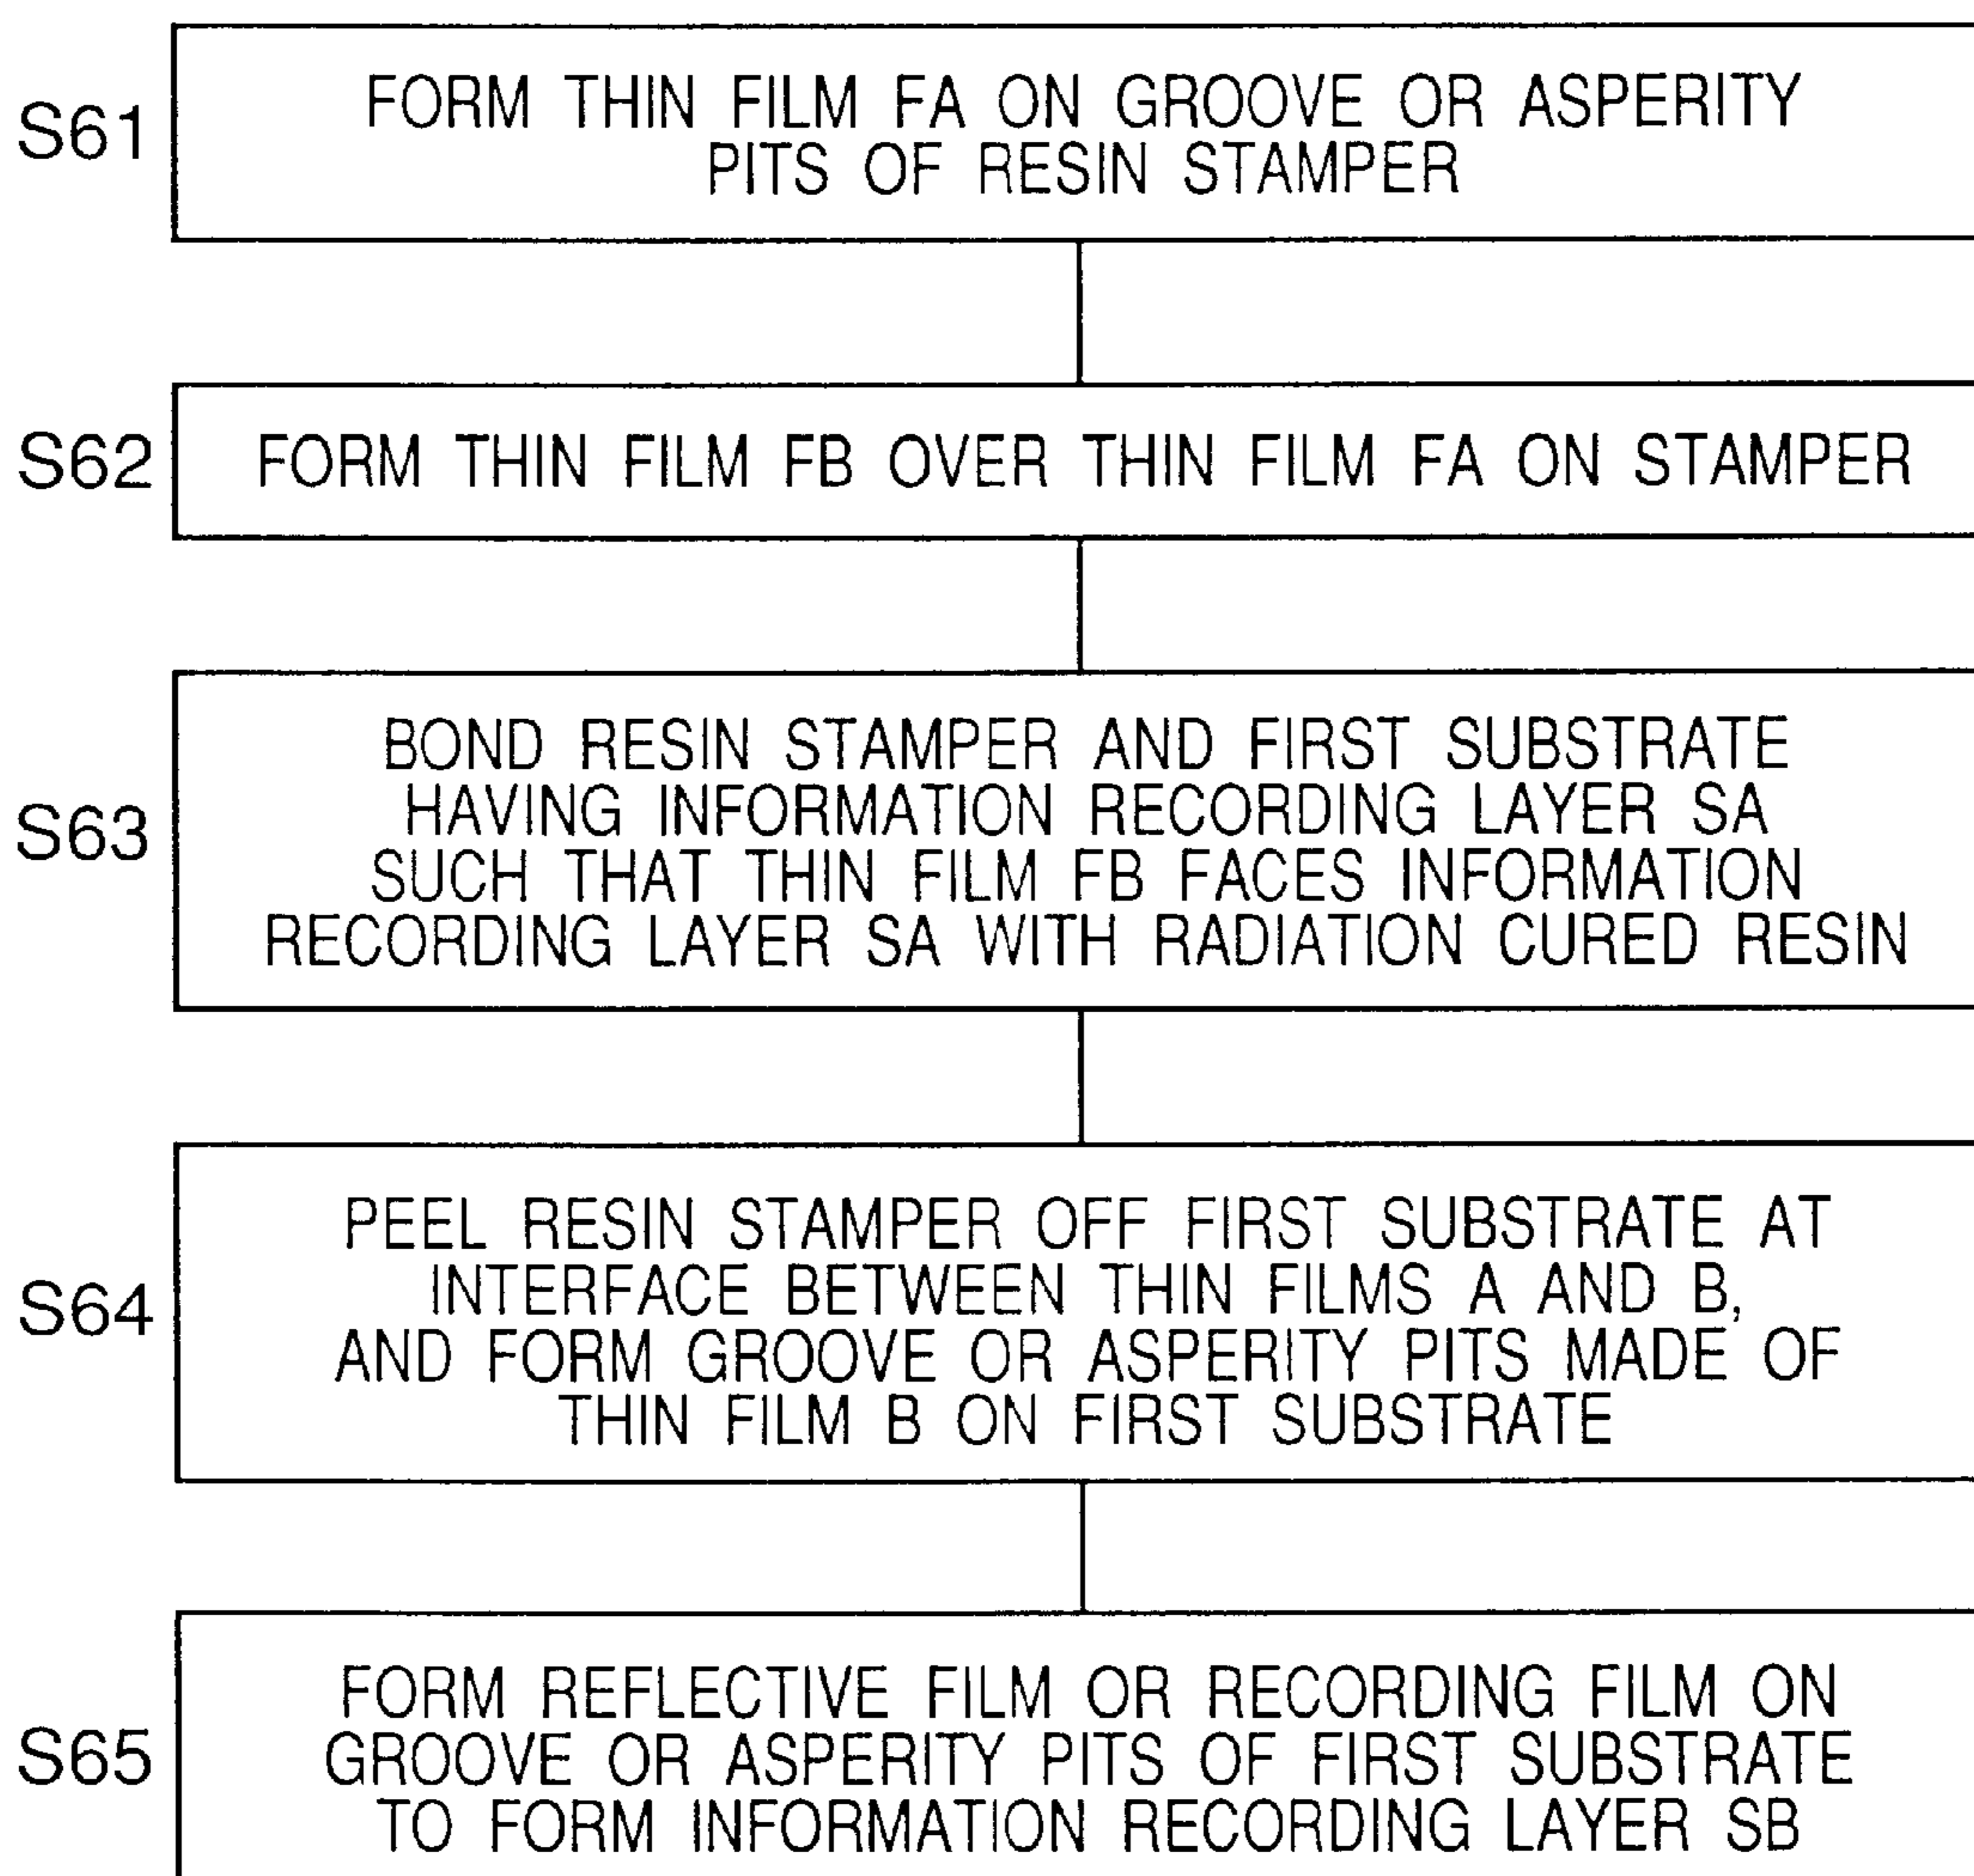 S61
FORM THIN FILM FA ON GROOVE OR ASPERITY
PITS OF RESIN STAMPER
S62
FORM THIN FILM FB OVER THIN FILM FA ON STAMPER
S63
BOND RESIN STAMPER AND FIRST SUBSTRATE
HAVING INFORMATION RECORDING LAYER SA
SUCH THAT THIN FILM FB FACES INFORMATION
RECORDING LAYER SA WITH RADIATION CURED RESIN
S64
PEEL RESIN STAMPER OFF FIRST SUBSTRATE AT
INTERFACE BETWEEN THIN FILMS A AND B,
AND FORM GROOVE OR ASPERITY PITS MADE OF
THIN FILM B ON FIRST SUBSTRATE
S65
FORM REFLECTIVE FILM OR RECORDING FILM ON
GROOVE OR ASPERITY PITS OF FIRST SUBSTRATE
TO FORM INFORMATION RECORDING LAYER SB